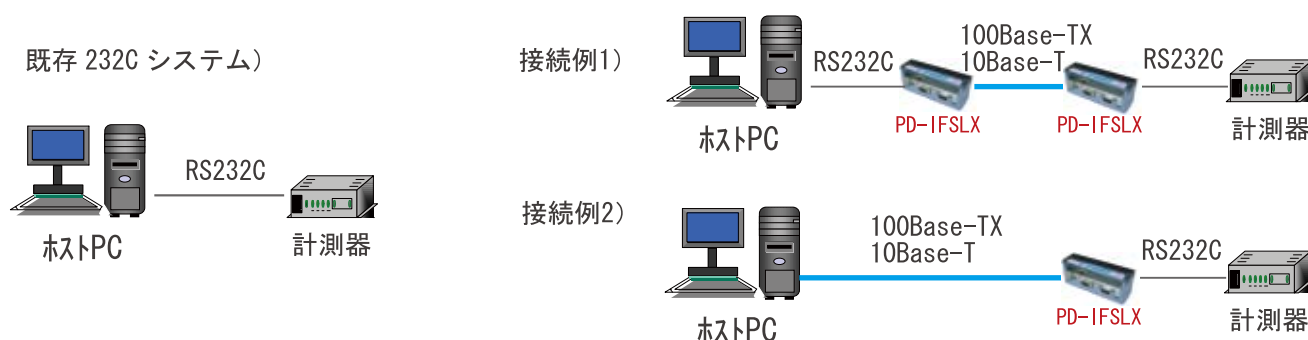 既存 232C システム)
RS232C
ホストPC
計測器
接続例1)
RS232C
100Base-TX
10Base-T
RS232C
PD-IFSLX
PD-IFSLX
計測器
ホストPC
接続例2)
100Base-TX
10Base-T
RS232C
PD-IFSLX
計測器
ホストPC